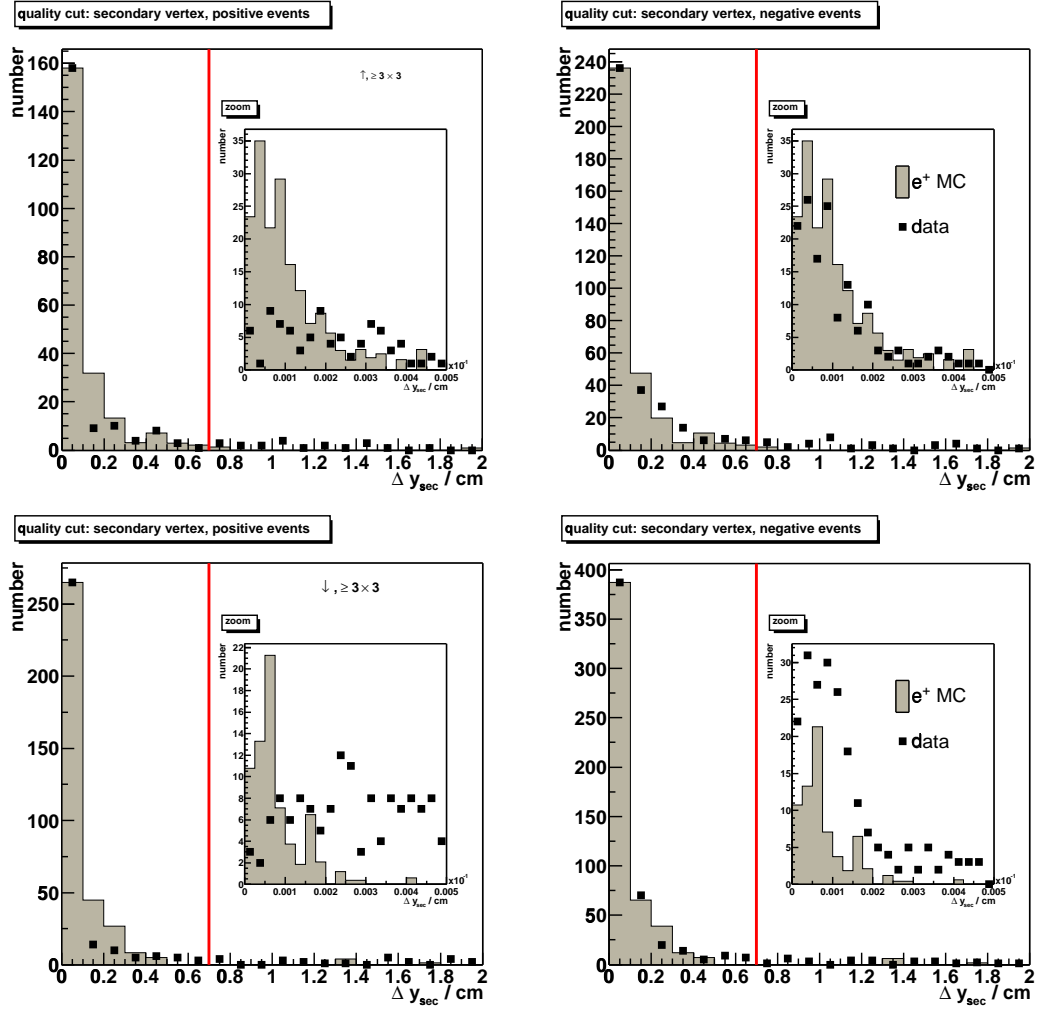 quality cut: secondary vertex, positive events
number
160
140
120
100
80
60
40
20
0
0 0.2 0.4 0.6 0.8 1 1.2 1.4 1.6 1.8 2
Δ y_sec / cm
↑, ≥ 3 × 3
zoom
number
35
30
25
20
15
10
5
0
0 0.001 0.002 0.003 0.004 0.005
×10⁻¹
Δ y_sec / cm
quality cut: secondary vertex, negative events
number
240
220
200
180
160
140
120
100
80
60
40
20
0
0 0.2 0.4 0.6 0.8 1 1.2 1.4 1.6 1.8 2
Δ y_sec / cm
zoom
number
35
30
25
20
15
10
5
0
0 0.001 0.002 0.003 0.004 0.005
×10⁻¹
Δ y_sec / cm
e⁺ MC
data
quality cut: secondary vertex, positive events
number
250
200
150
100
50
0
0 0.2 0.4 0.6 0.8 1 1.2 1.4 1.6 1.8 2
Δ y_sec / cm
↓ , ≥ 3 × 3
zoom
number
22
20
18
16
14
12
10
8
6
4
2
0
0 0.001 0.002 0.003 0.004 0.005
×10⁻¹
Δ y_sec / cm
quality cut: secondary vertex, negative events
number
400
350
300
250
200
150
100
50
0
0 0.2 0.4 0.6 0.8 1 1.2 1.4 1.6 1.8 2
Δ y_sec / cm
zoom
number
30
25
20
15
10
5
0
0 0.001 0.002 0.003 0.004 0.005
×10⁻¹
Δ y_sec / cm
e⁺ MC
data